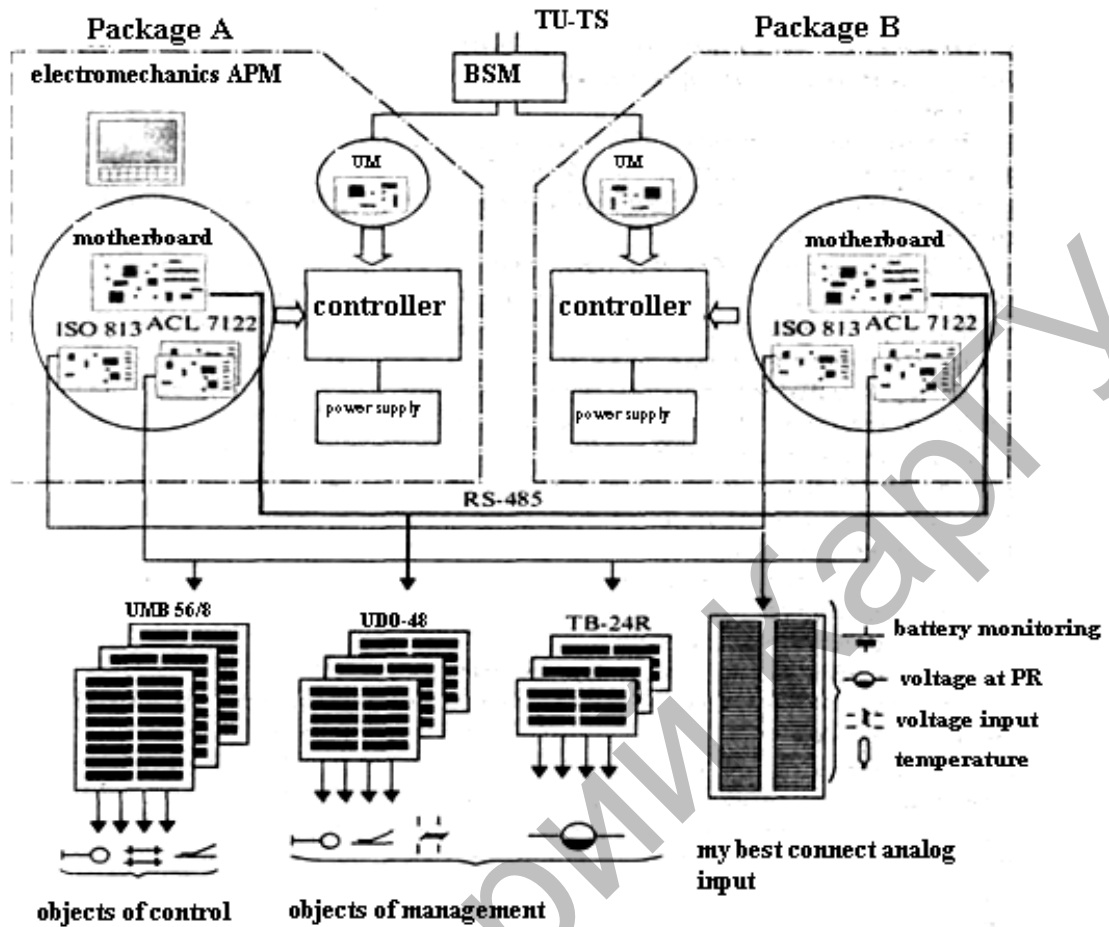 Package A
TU-TS
Package B
electromechanics APM
BSM
UM
UM
motherboard
motherboard
controller
controller
ISO 813 ACL 7122
ISO 813 ACL 7122
power supply
power supply
RS-485
UMB 56/8
UDO-48
TB-24R
battery monitoring
voltage at PR
voltage input
temperature
my best connect analog
input
objects of control
objects of management